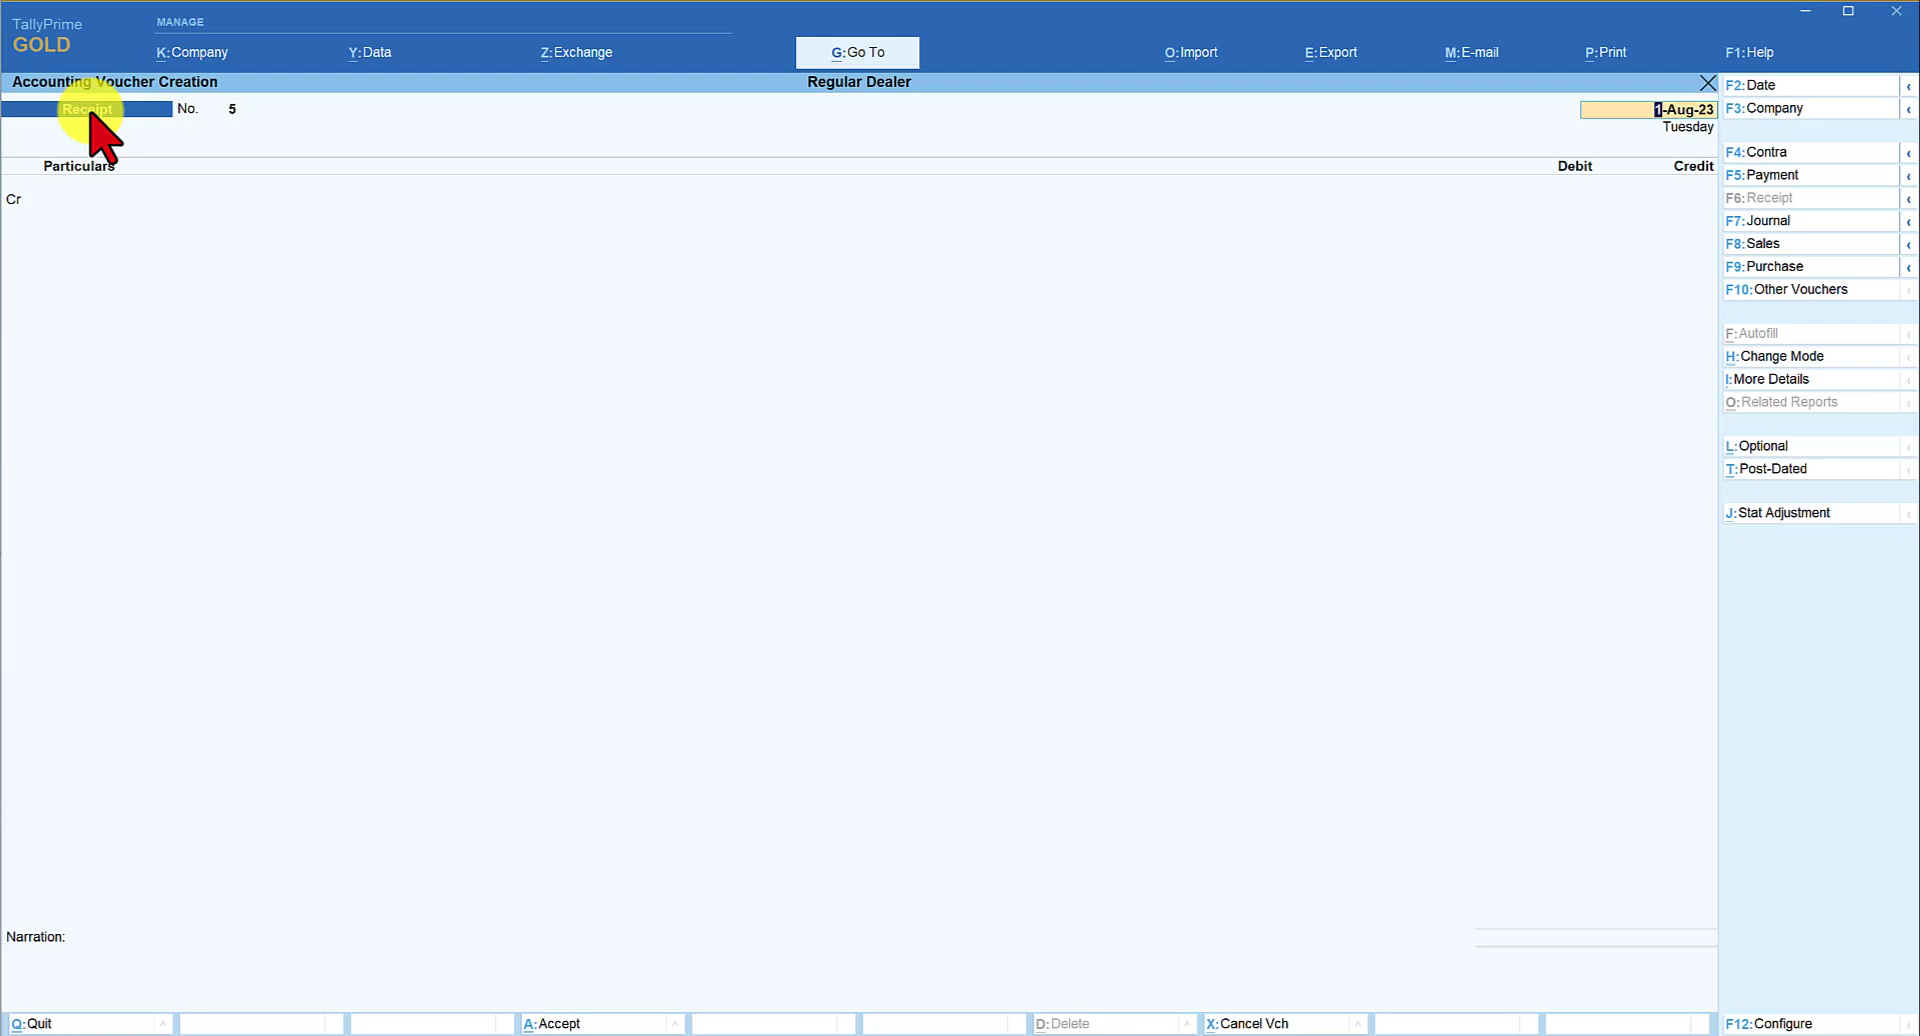 TallyPrime
GOLD
MANAGE
K:Company
Y:Data
Z:Exchange
G:Go To
O:Import
E:Export
M:E-mail
P:Print
F1:Help
Accounting Voucher Creation
Regular Dealer
Receipt No. 5
1-Aug-23
Tuesday
Particulars
Debit
Credit
Cr
Narration:
F2:Date
F3:Company
F4:Contra
F5:Payment
F6:Receipt
F7:Journal
F8:Sales
F9:Purchase
F10:Other Vouchers
F:Autofill
H:Change Mode
I:More Details
O:Related Reports
L:Optional
T:Post-Dated
J:Stat Adjustment
Q:Quit
A:Accept
D:Delete
X:Cancel Vch
F12:Configure